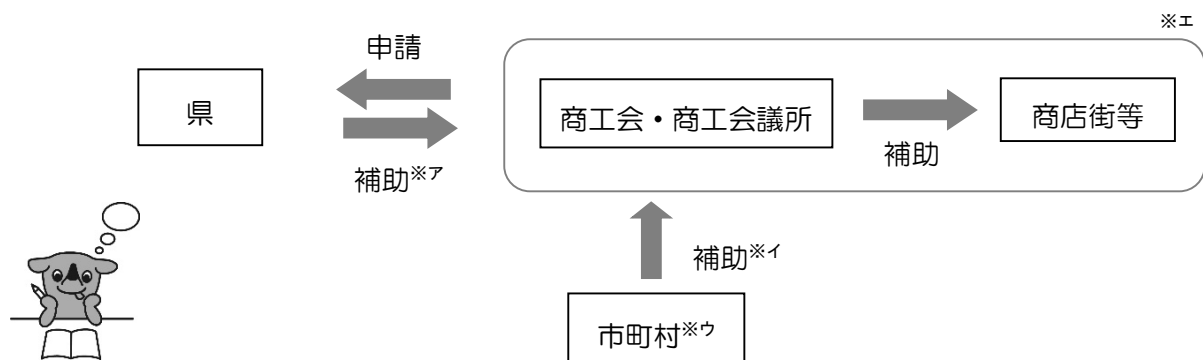 ※エ
申請
県
商工会・商工会議所
商店街等
補助※ア
補助
補助※イ
市町村※ウ